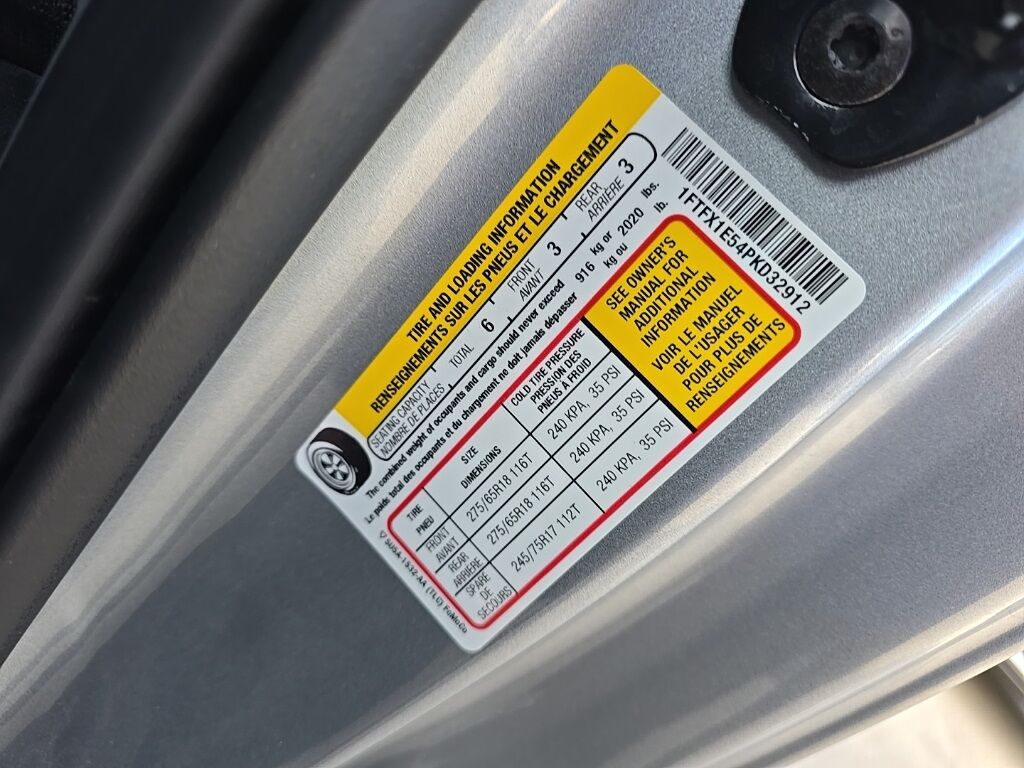 TIRE AND LOADING INFORMATION
RENSEIGNEMENTS SUR LES PNEUS ET LE CHARGEMENT
SEATING CAPACITY TOTAL 6 FRONT 3 REAR 3
NOMBRE DE PLACES AVANT ARRIÈRE
The combined weight of occupants and cargo should never exceed 916 kg or 2020 lbs.
Le poids total des occupants et du chargement ne doit jamais dépasser kg ou lb.
TIRE SIZE COLD TIRE PRESSURE
PNEU DIMENSIONS PRESSION DES
PNEUS À FROID
FRONT 275/65R18 116T 240 KPA, 35 PSI
AVANT
REAR 275/65R18 116T 240 KPA, 35 PSI
ARRIÈRE
SPARE 245/75R17 112T 240 KPA, 35 PSI
DE
SECOURS
SEE OWNER'S
MANUAL FOR
ADDITIONAL
INFORMATION
VOIR LE MANUEL
DE L'USAGER
POUR PLUS DE
RENSEIGNEMENTS
5U5A-1532-AA (TLC) FoMoCo
1FTFX1E54PKD32912